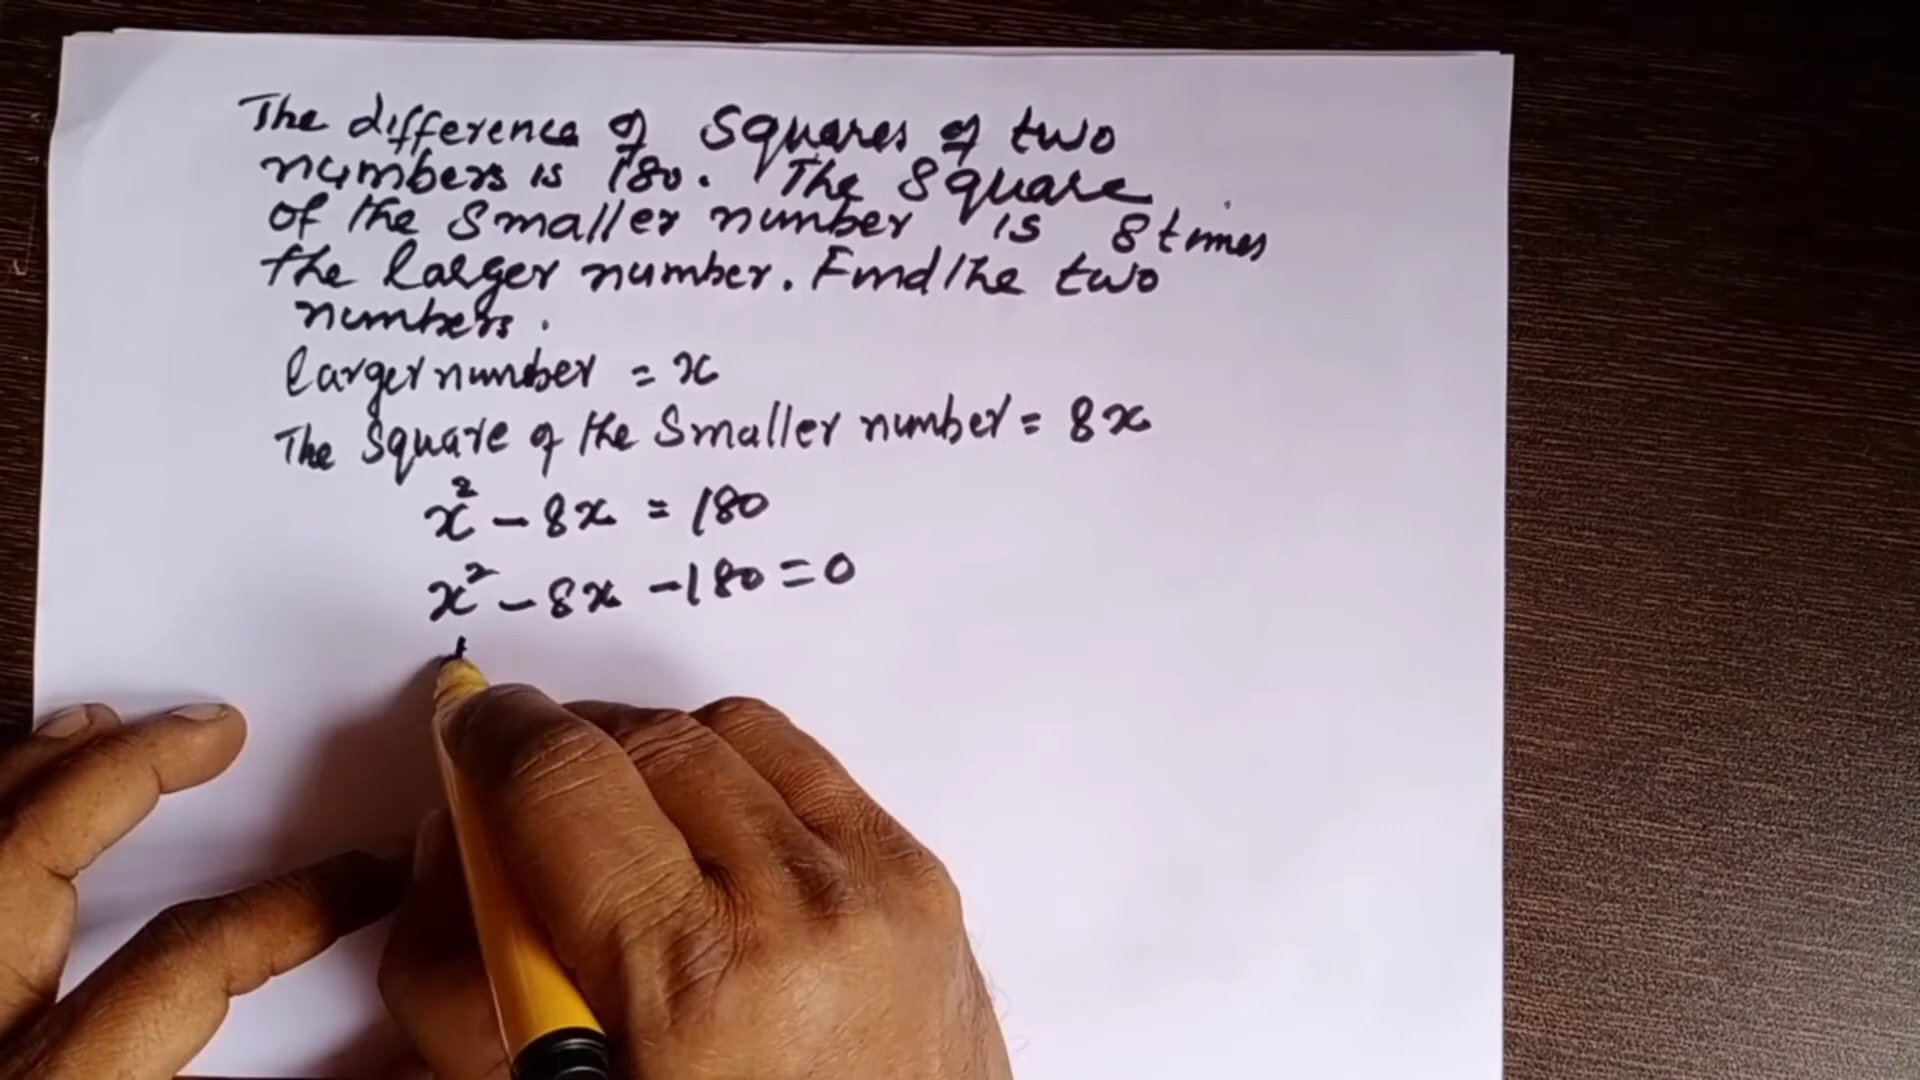 The difference of squares of two
numbers is 180. The square
of the smaller number is 8 times
the larger number. Find the two
numbers.
larger number = x
The square of the smaller number = 8x
x² - 8x = 180
x² - 8x - 180 = 0